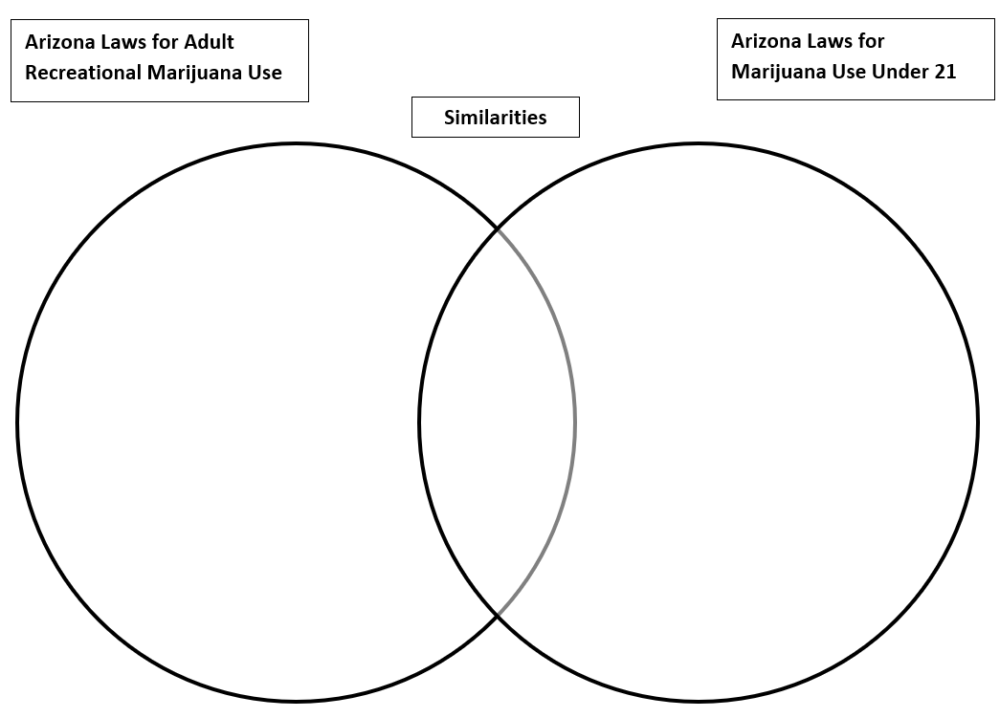 Arizona Laws for Adult
Recreational Marijuana Use
Arizona Laws for
Marijuana Use Under 21
Similarities